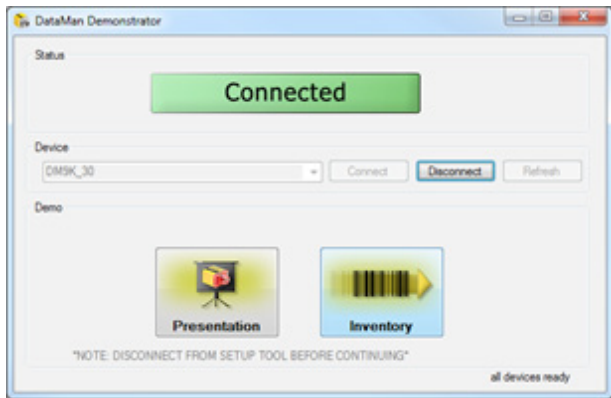 DataMan Demonstrator
Status
Connected
Device
DM9K_30 Connect Disconnect Refresh
Demo
Presentation Inventory
*NOTE: DISCONNECT FROM SETUP TOOL BEFORE CONTINUING*
all devices ready